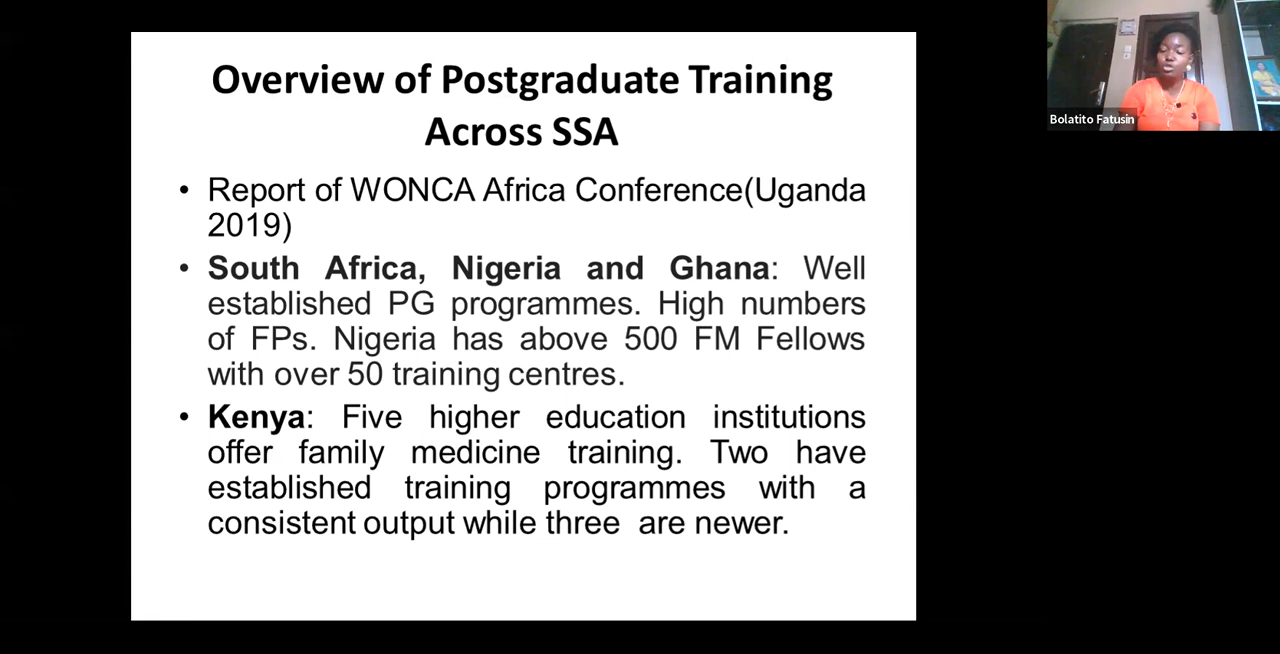 Overview of Postgraduate Training
Across SSA
• Report of WONCA Africa Conference(Uganda
2019)
• South Africa, Nigeria and Ghana: Well
established PG programmes. High numbers
of FPs. Nigeria has above 500 FM Fellows
with over 50 training centres.
• Kenya: Five higher education institutions
offer family medicine training. Two have
established training programmes with a
consistent output while three are newer.
Bolatito Fatusin